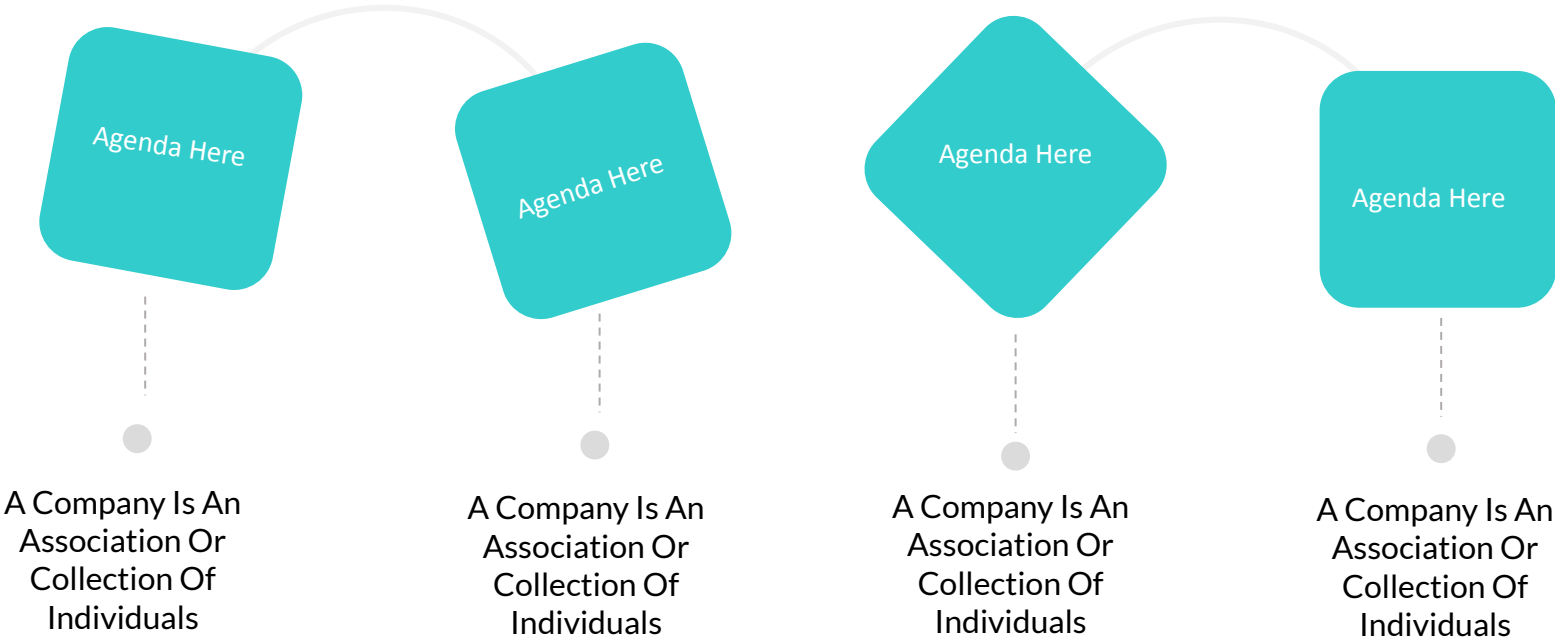 Agenda Here
Agenda Here
Agenda Here
Agenda Here
A Company Is An
Association Or
Collection Of
Individuals
A Company Is An
Association Or
Collection Of
Individuals
A Company Is An
Association Or
Collection Of
Individuals
A Company Is An
Association Or
Collection Of
Individuals